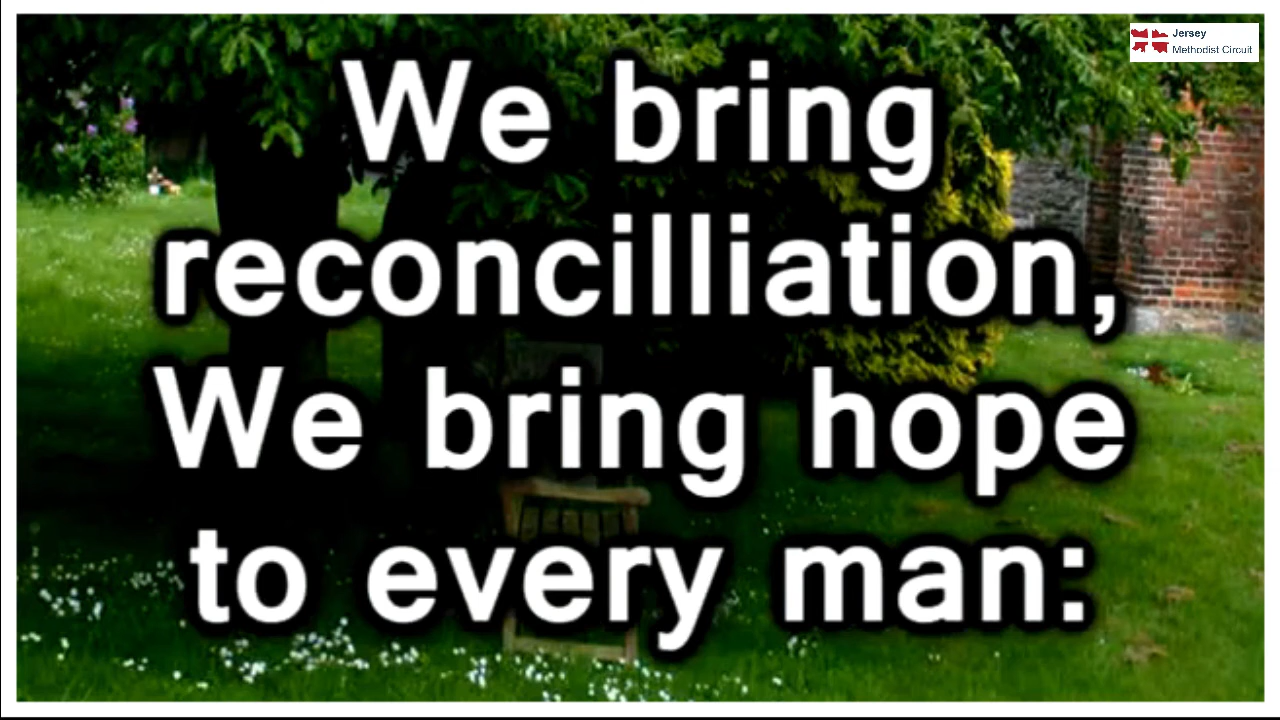 Jersey
Methodist Circuit
We bring
reconcilliation,
We bring hope
to every man: